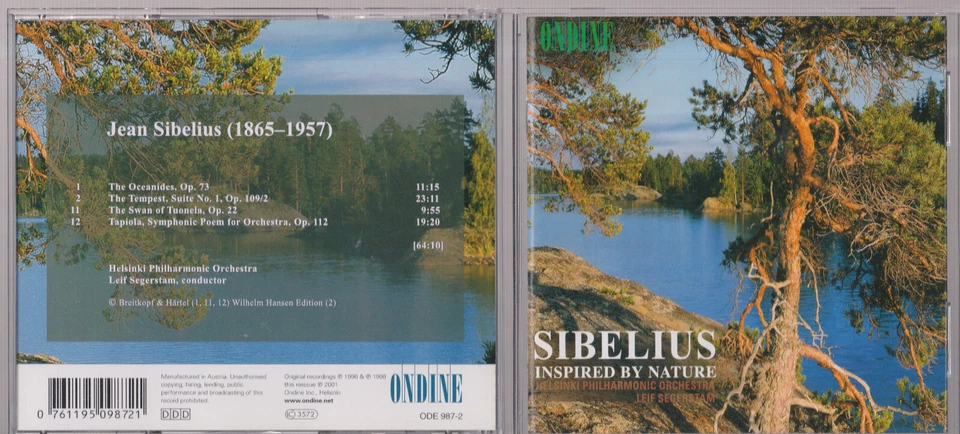 ONDINE
Jean Sibelius (1865–1957)
1 The Oceanides, Op. 73 11:15
2 The Tempest, Suite No. 1, Op. 109/2 23:11
11 The Swan of Tuonela, Op. 22 9:55
12 Tapiola, Symphonic Poem for Orchestra, Op. 112 19:20
[64:10]
Helsinki Philharmonic Orchestra
Leif Segerstam, conductor
© Breitkopf & Härtel (1, 11, 12) Wilhelm Hansen Edition (2)
0 761195 098721
Manufactured in Austria. Unauthorised
copying, hiring, lending, public
performance and broadcasting of this
record prohibited.
DDD
Original recordings ℗ 1996 & ℗ 1998
this reissue ℗ 2001
Ondine Inc., Helsinki
www.ondine.net
LC 3572
ONDINE
ODE 987-2
ONDINE
SIBELIUS
INSPIRED BY NATURE
HELSINKI PHILHARMONIC ORCHESTRA
LEIF SEGERSTAM